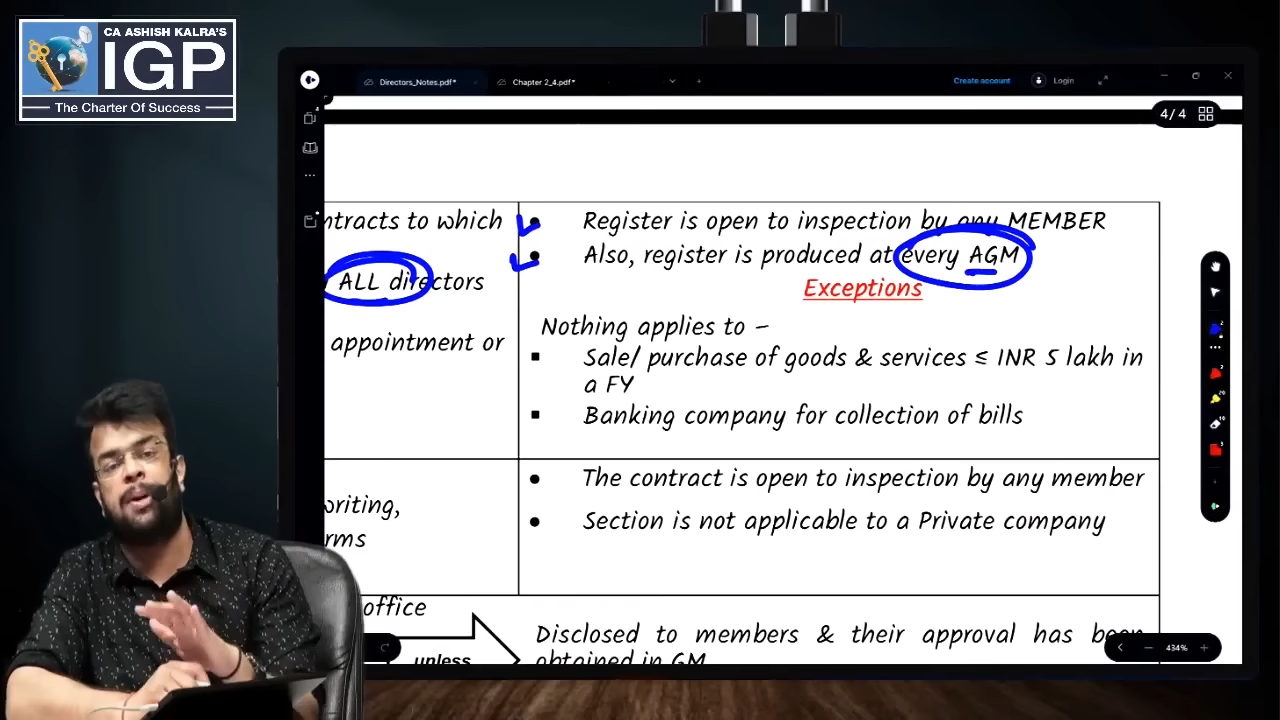 CA ASHISH KALRA'S
IGP
The Charter Of Success
Directors_Notes.pdf*
Chapter 2_4.pdf*
Create account
Login
4/4
ntracts to which
ALL directors
appointment or
Register is open to inspection by any MEMBER
Also, register is produced at every AGM
Exceptions
Nothing applies to –
Sale/ purchase of goods & services ≤ INR 5 lakh in
a FY
Banking company for collection of bills
writing,
rms
The contract is open to inspection by any member
Section is not applicable to a Private company
office
unless
Disclosed to members & their approval has been
obtained in GM
434%